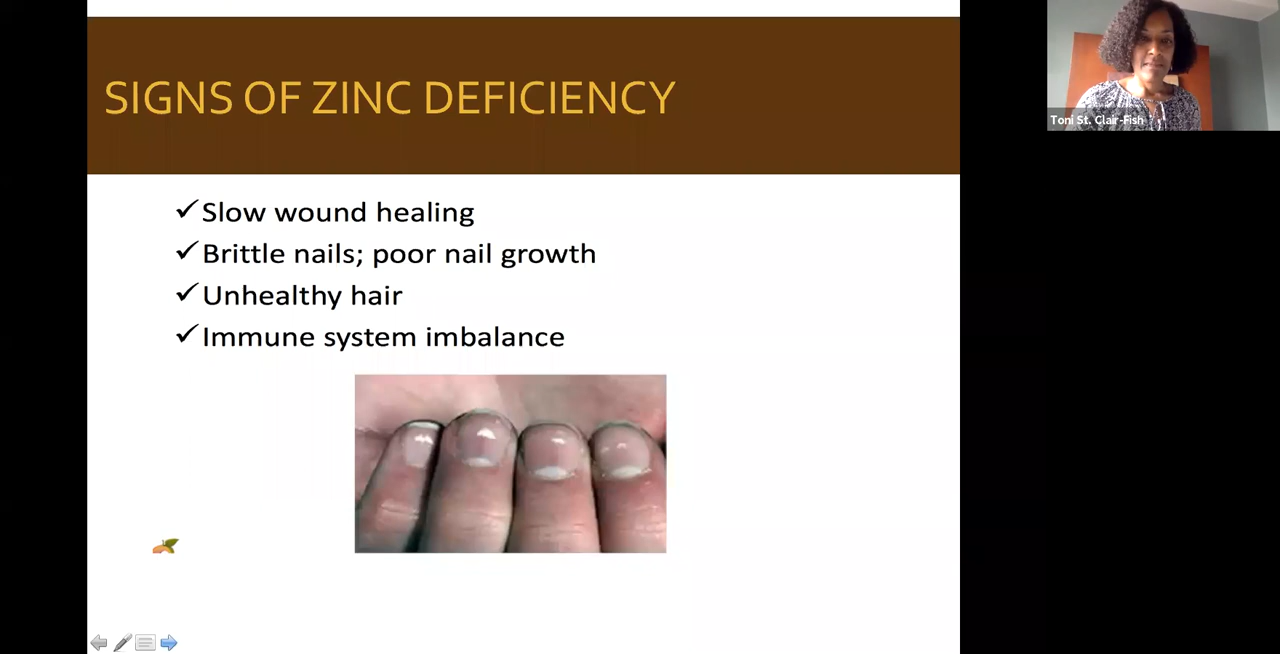 SIGNS OF ZINC DEFICIENCY
✓Slow wound healing
✓Brittle nails; poor nail growth
✓Unhealthy hair
✓Immune system imbalance
Toni St. Clair-Fish